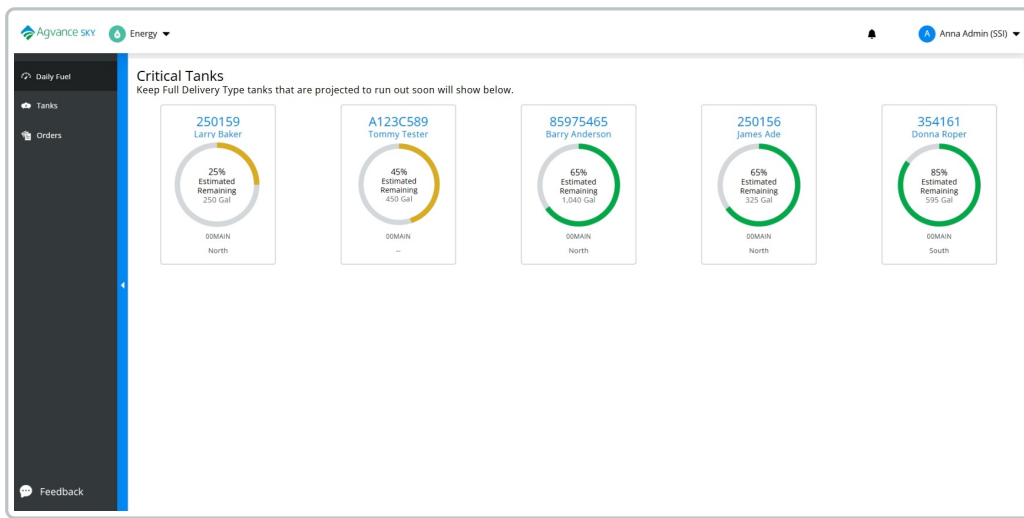 Agvance SKY
Energy
A
Anna Admin (SSI)
Daily Fuel
Tanks
Orders
Critical Tanks
Keep Full Delivery Type tanks that are projected to run out soon will show below.
250159
Larry Baker
25%
Estimated
Remaining
250 Gal
00MAIN
North
A123C589
Tommy Tester
45%
Estimated
Remaining
450 Gal
00MAIN
--
85975465
Barry Anderson
65%
Estimated
Remaining
1,040 Gal
00MAIN
North
250156
James Ade
65%
Estimated
Remaining
325 Gal
00MAIN
North
354161
Donna Roper
85%
Estimated
Remaining
595 Gal
00MAIN
South
Feedback